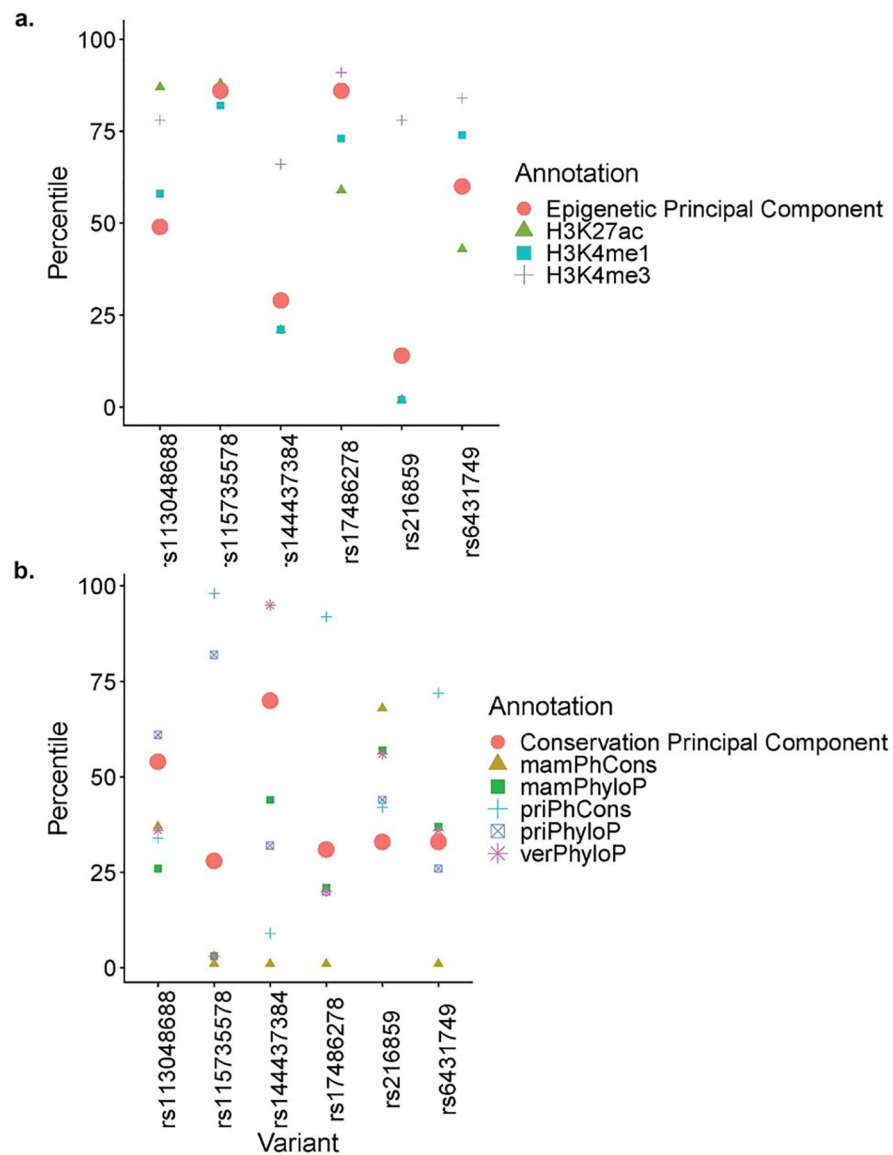 a.
100
75
50
25
0
Percentile
rs113048688
rs115735578
rs144437384
rs17486278
rs216859
rs6431749
Annotation
Epigenetic Principal Component
H3K27ac
H3K4me1
H3K4me3
b.
100
75
50
25
0
Percentile
rs113048688
rs115735578
rs144437384
rs17486278
rs216859
rs6431749
Variant
Annotation
Conservation Principal Component
mamPhCons
mamPhyloP
priPhCons
priPhyloP
verPhyloP